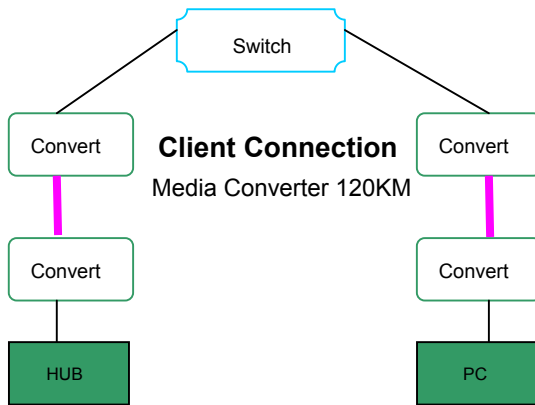 Switch
Convert
Client Connection
Convert
Media Converter 120KM
Convert
Convert
HUB
PC